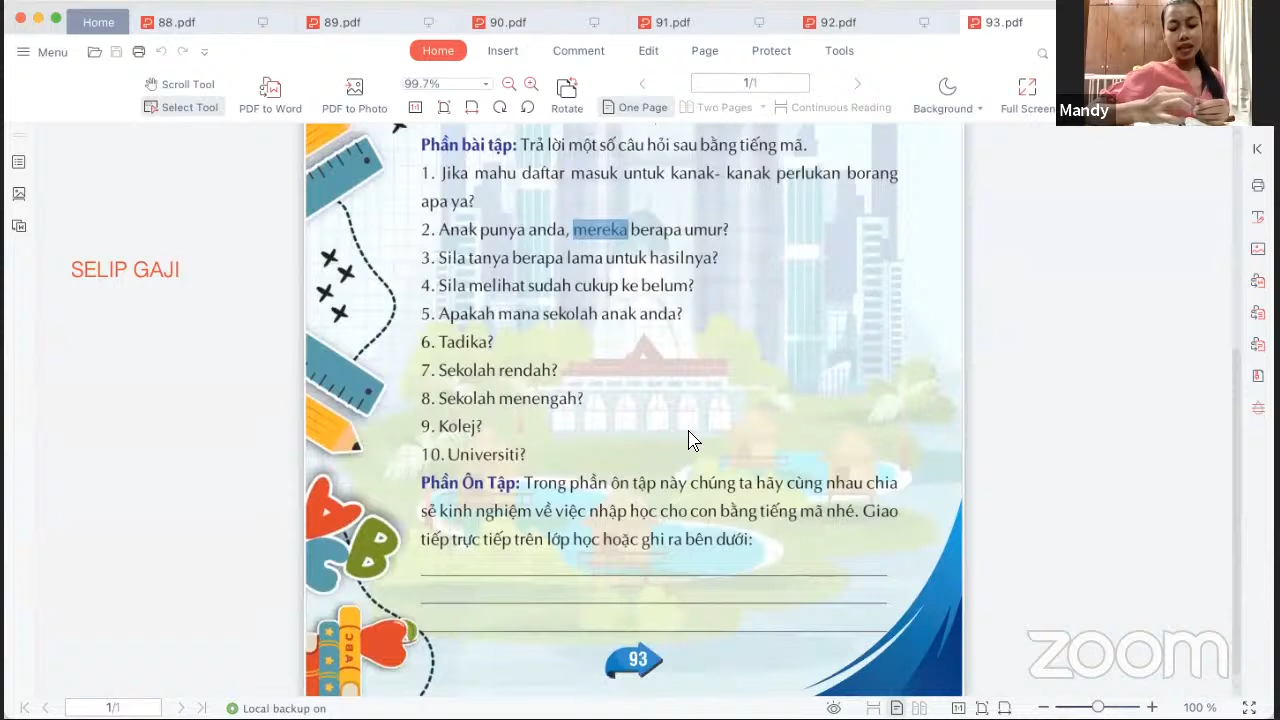 Home
88.pdf
89.pdf
90.pdf
91.pdf
92.pdf
93.pdf
Menu
Home
Insert
Comment
Edit
Page
Protect
Tools
Scroll Tool
Select Tool
PDF to Word
PDF to Photo
99.7%
Rotate
1/1
One Page
Two Pages
Continuous Reading
Background
Full Screen
Mandy
SELIP GAJI
Phần bài tập: Trả lời một số câu hỏi sau bằng tiếng mã.
1. Jika mahu daftar masuk untuk kanak- kanak perlukan borang
apa ya?
2. Anak punya anda, mereka berapa umur?
3. Sila tanya berapa lama untuk hasilnya?
4. Sila melihat sudah cukup ke belum?
5. Apakah mana sekolah anak anda?
6. Tadika?
7. Sekolah rendah?
8. Sekolah menengah?
9. Kolej?
10. Universiti?
Phần Ôn Tập: Trong phần ôn tập này chúng ta hãy cùng nhau chia
sẻ kinh nghiệm về việc nhập học cho con bằng tiếng mã nhé. Giao
tiếp trực tiếp trên lớp học hoặc ghi ra bên dưới:
A
B
C
CBA
93
zoom
1/1
Local backup on
100 %